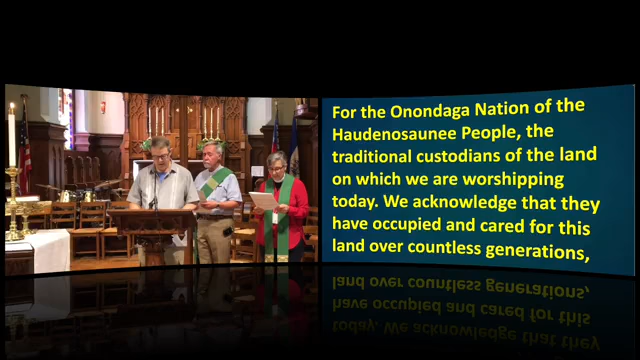 For the Onondaga Nation of the
Haudenosaunee People, the
traditional custodians of the land
on which we are worshipping
today. We acknowledge that they
have occupied and cared for this
land over countless generations,